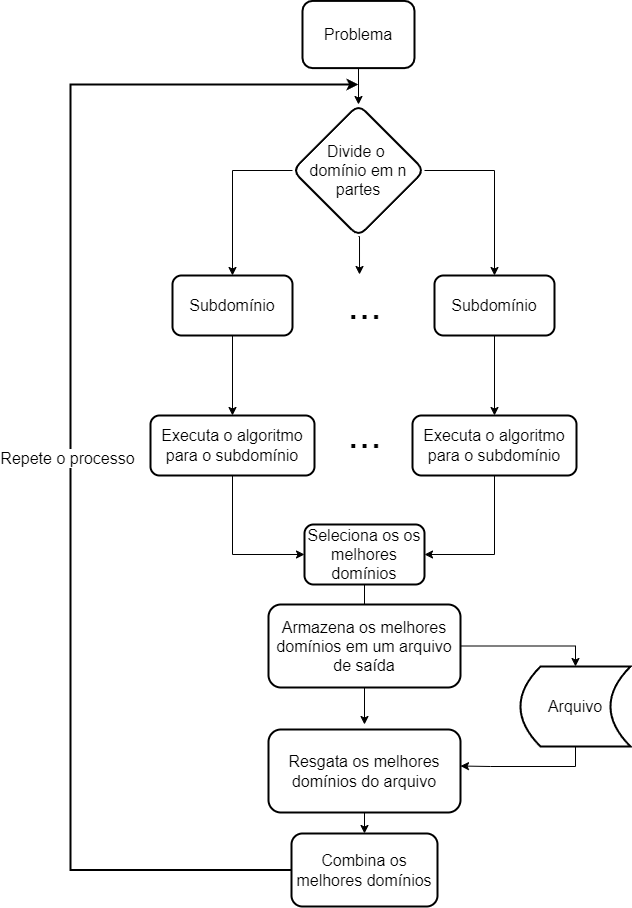 Problema
Divide o
domínio em n
partes
Subdomínio
...
Subdomínio
Executa o algoritmo
para o subdomínio
...
Executa o algoritmo
para o subdomínio
Repete o processo
Seleciona os os
melhores
domínios
Armazena os melhores
domínios em um arquivo
de saída
Arquivo
Resgata os melhores
domínios do arquivo
Combina os
melhores domínios